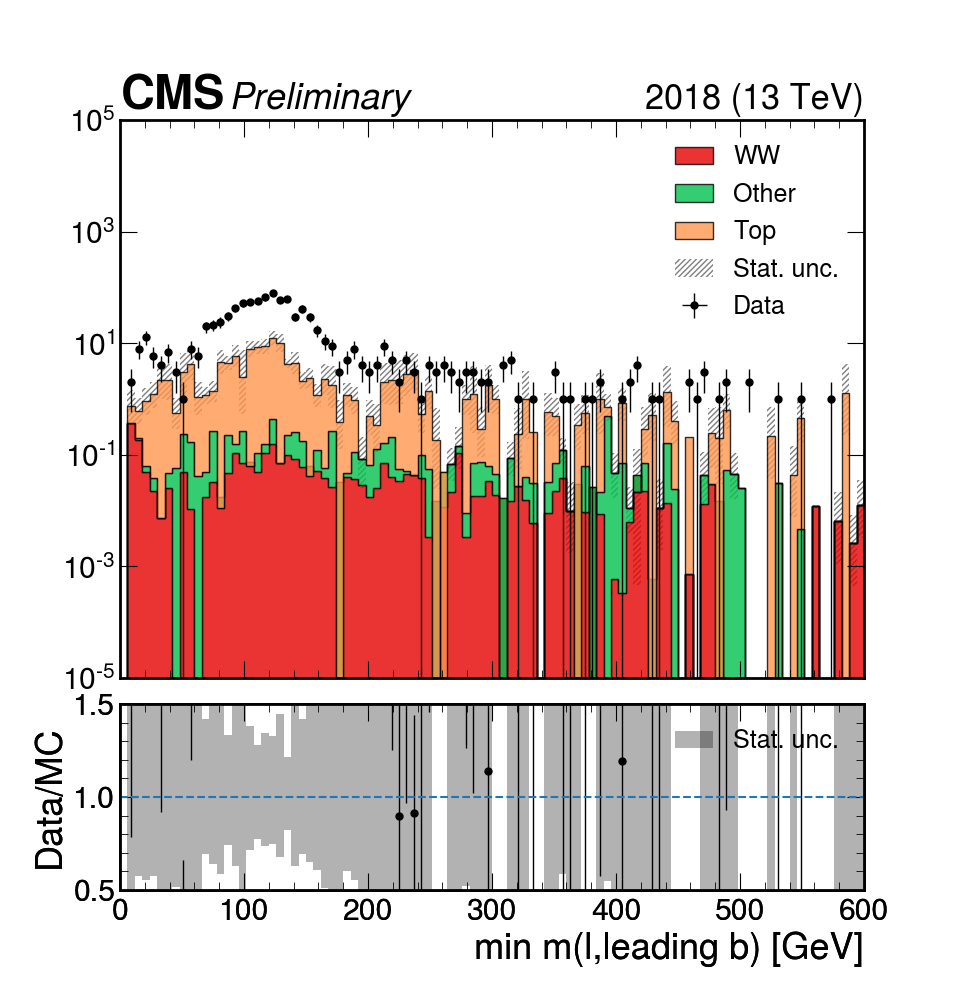 CMS Preliminary 2018 (13 TeV)
10^5
10^3
10^1
10^-1
10^-3
10^-5
WW
Other
Top
Stat. unc.
Data
1.5
1.0
0.5
Data/MC
Stat. unc.
0 100 200 300 400 500 600
min m(l,leading b) [GeV]